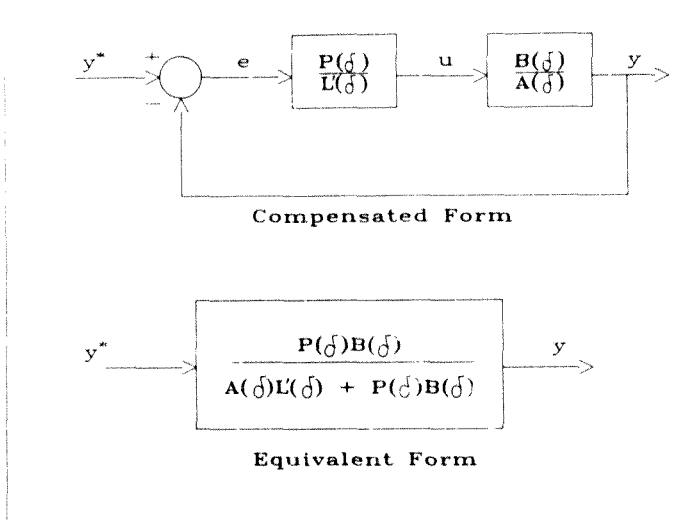 y* + e P(δ) u B(δ) y
− L'(δ) A(δ)
Compensated Form
y* P(δ)B(δ) y
A(δ)L'(δ) + P(δ)B(δ)
Equivalent Form